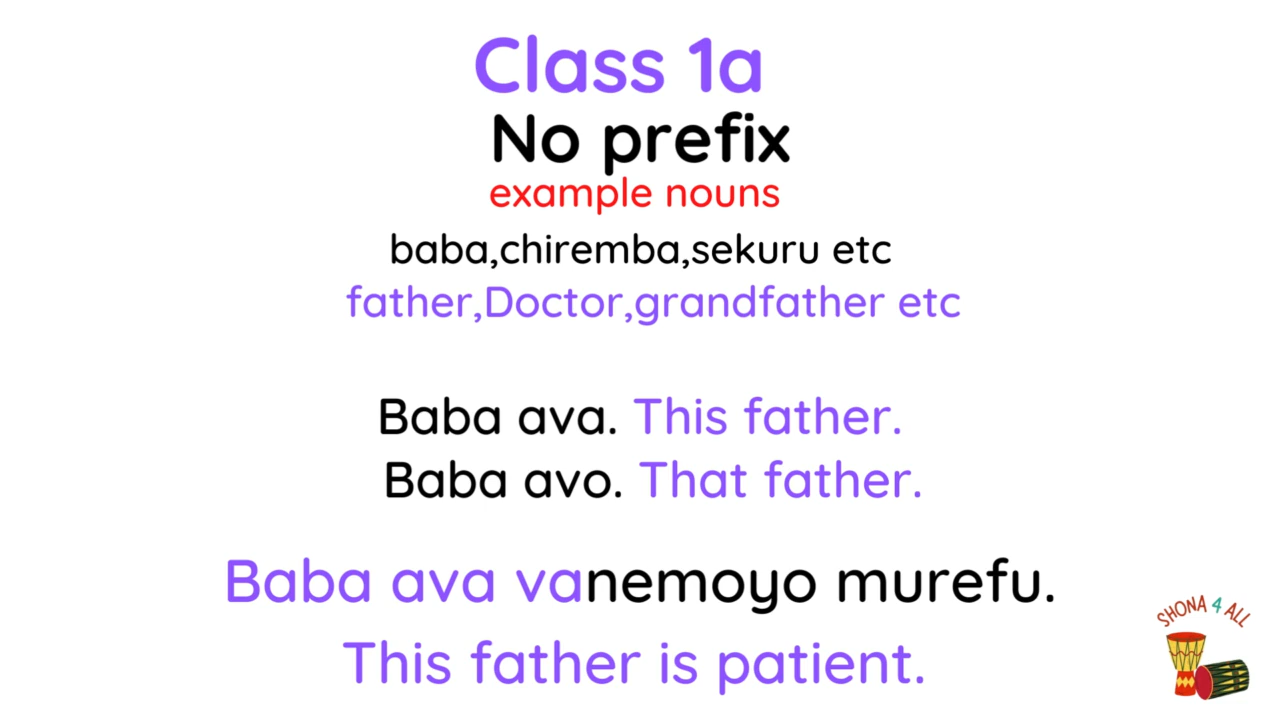 Class 1a
No prefix
example nouns
baba,chiremba,sekuru etc
father,Doctor,grandfather etc
Baba ava. This father.
Baba avo. That father.
Baba ava vanemoyo murefu.
This father is patient.
SHONA 4 ALL